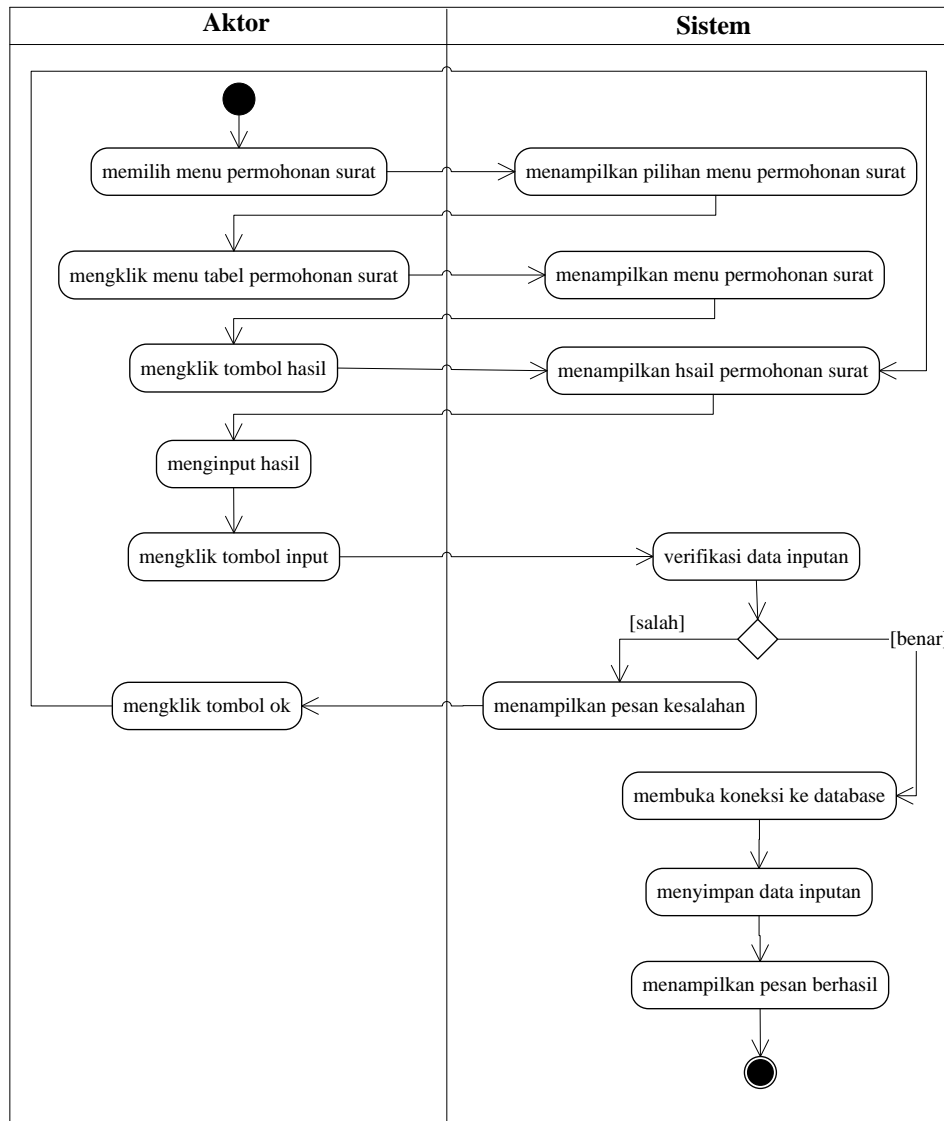 Aktor
Sistem
memilih menu permohonan surat
menampilkan pilihan menu permohonan surat
mengklik menu tabel permohonan surat
menampilkan menu permohonan surat
mengklik tombol hasil
menampilkan hsail permohonan surat
menginput hasil
mengklik tombol input
verifikasi data inputan
[salah]
[benar]
mengklik tombol ok
menampilkan pesan kesalahan
membuka koneksi ke database
menyimpan data inputan
menampilkan pesan berhasil